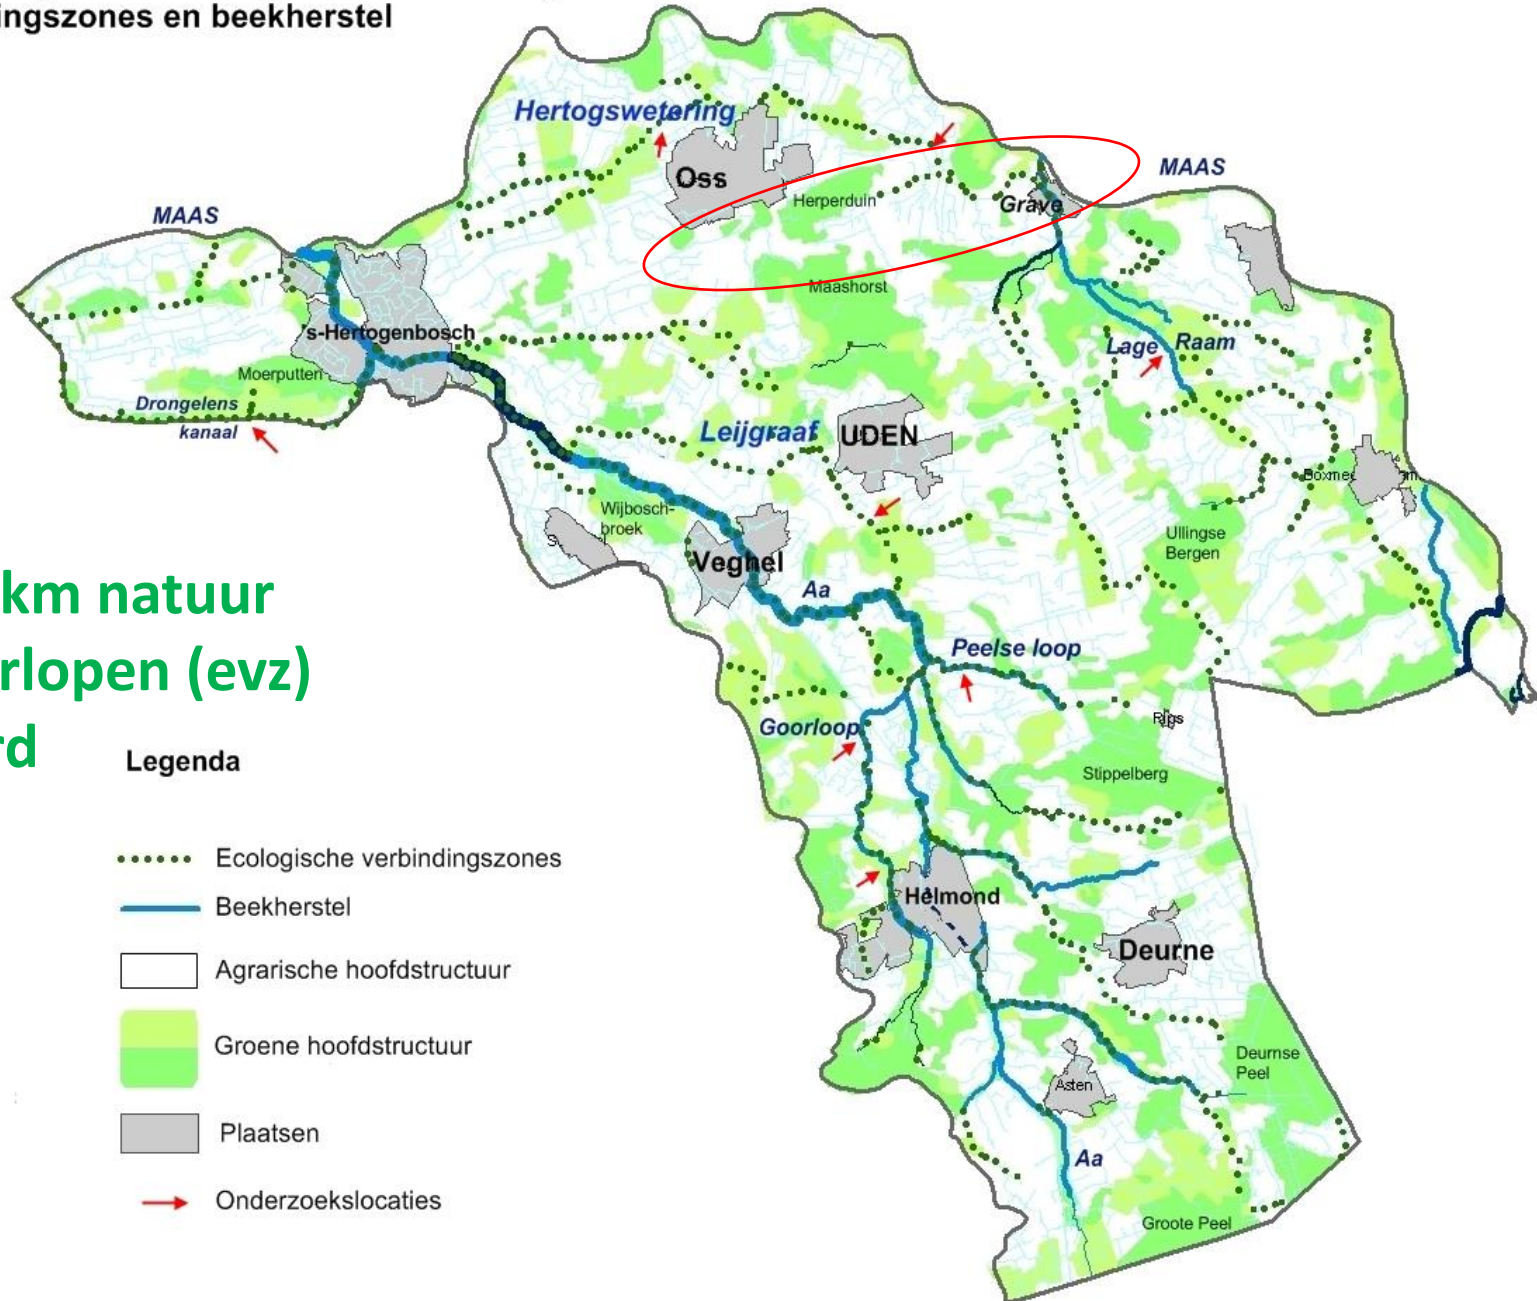 ingszones en beekherstel
Hertogswetering
MAAS
Oss
Herperduin
Grave
MAAS
Maashorst
's-Hertogenbosch
Moerputten
Lage Raam
Drongelens
kanaal
Leijgraaf
UDEN
Wijbosch-
broek
Ullingse
Bergen
Veghel
km natuur
rlopen (evz)
rd
Aa
Peelse loop
Goorloop
Rips
Stippelberg
Legenda
Ecologische verbindingszones
Helmond
Beekherstel
Deurne
Agrarische hoofdstructuur
Groene hoofdstructuur
Deurnse
Peel
Asten
Plaatsen
Aa
Onderzoekslocaties
Groote Peel